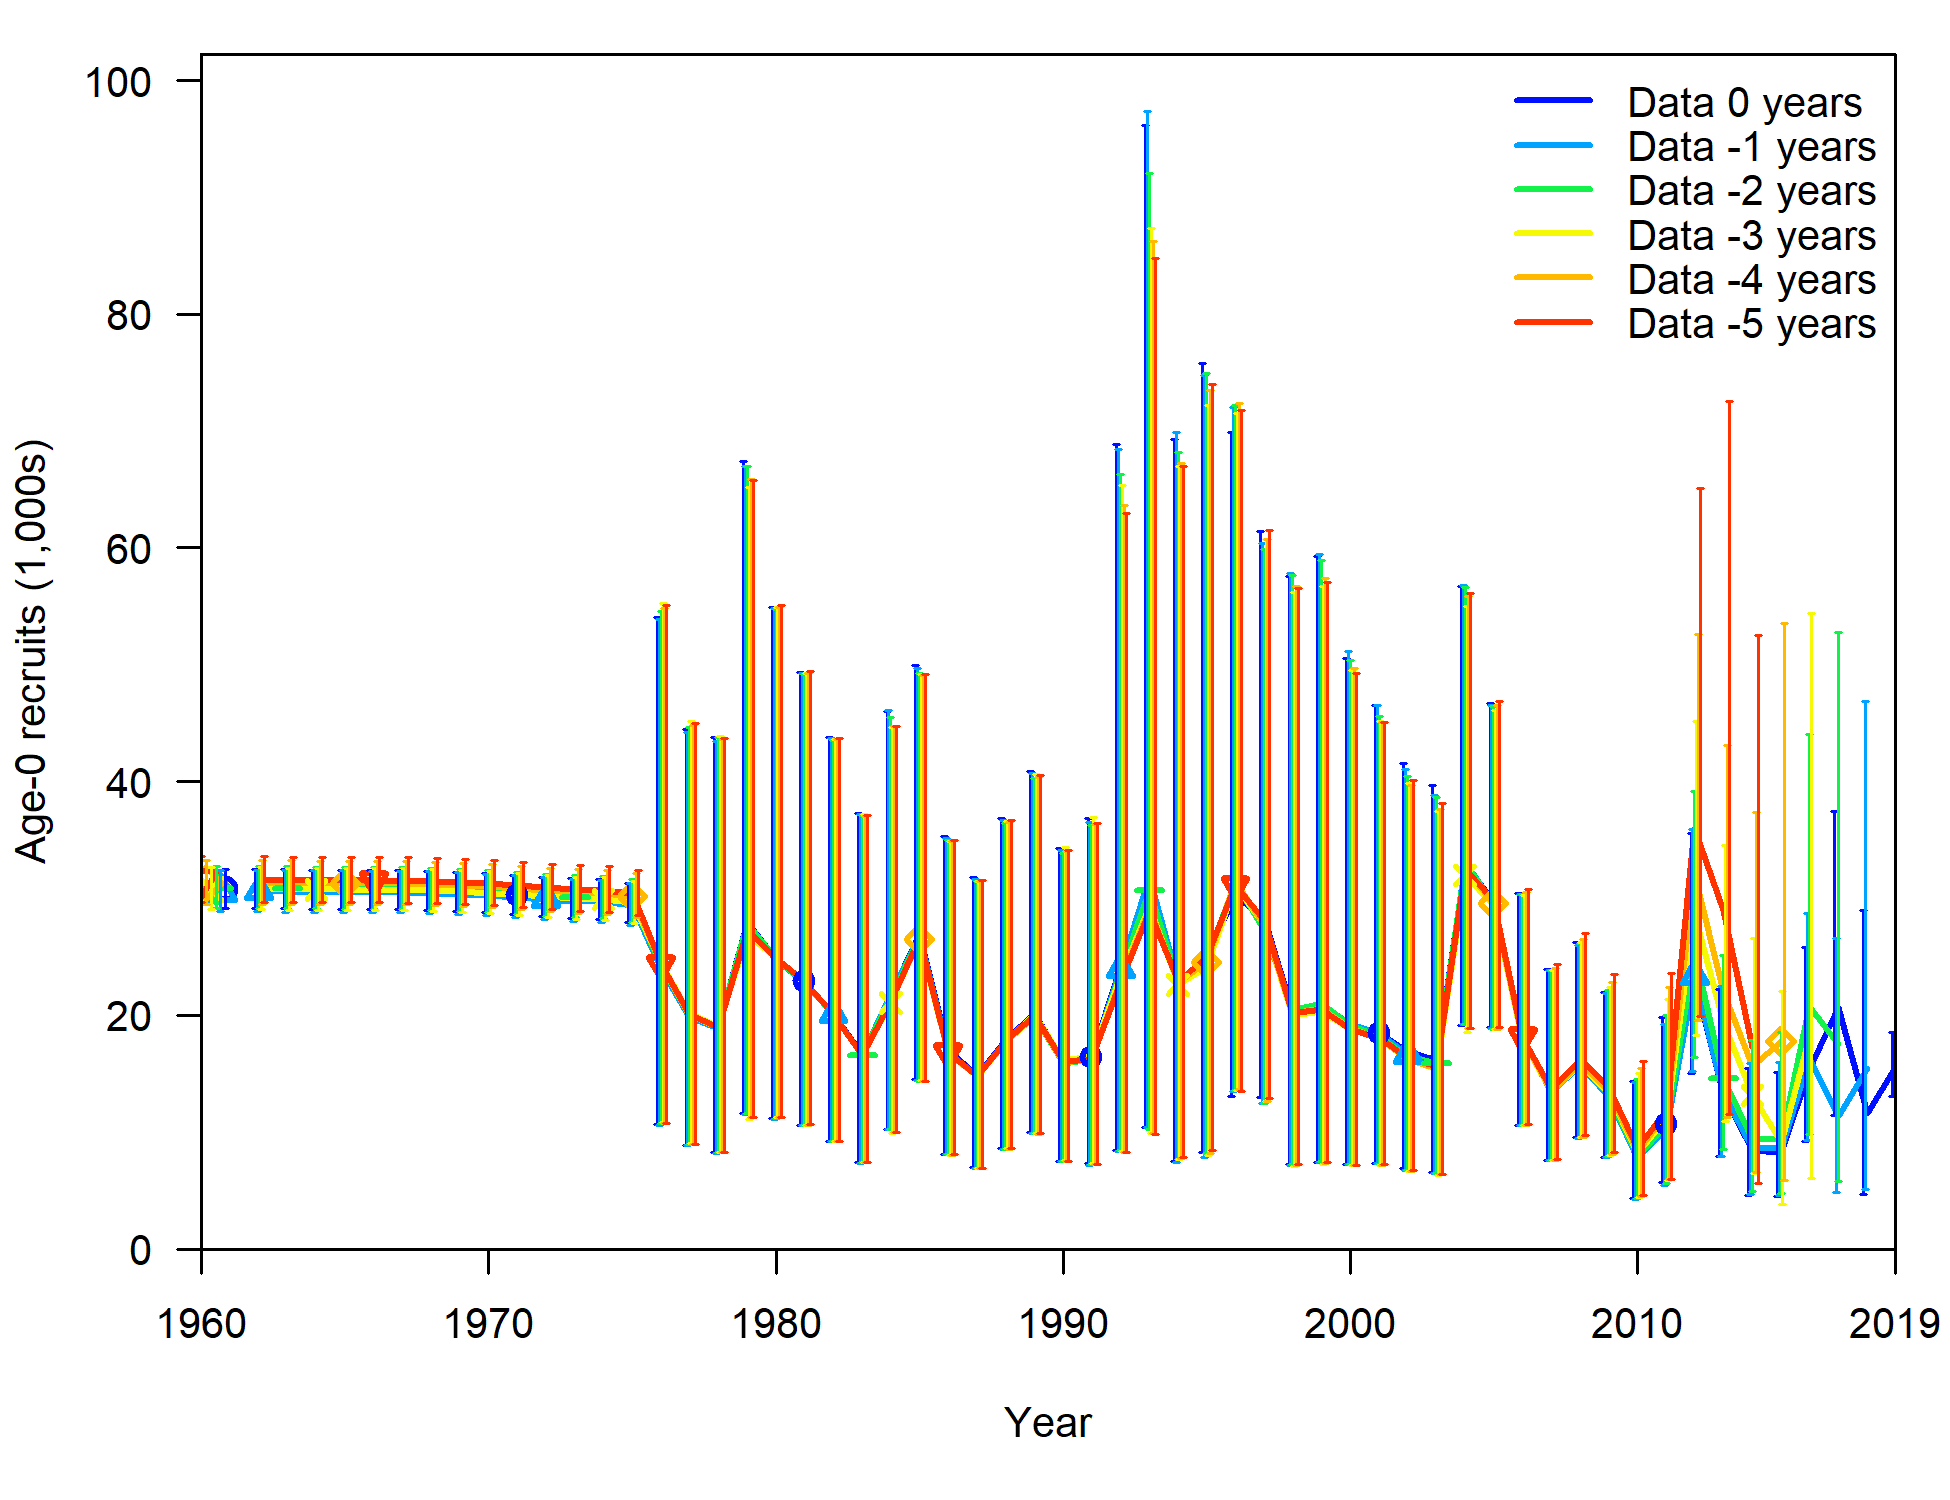 100
80
60
40
20
0
Age-0 recruits (1,000s)
Data 0 years
Data -1 years
Data -2 years
Data -3 years
Data -4 years
Data -5 years
1960 1970 1980 1990 2000 2010 2019
Year